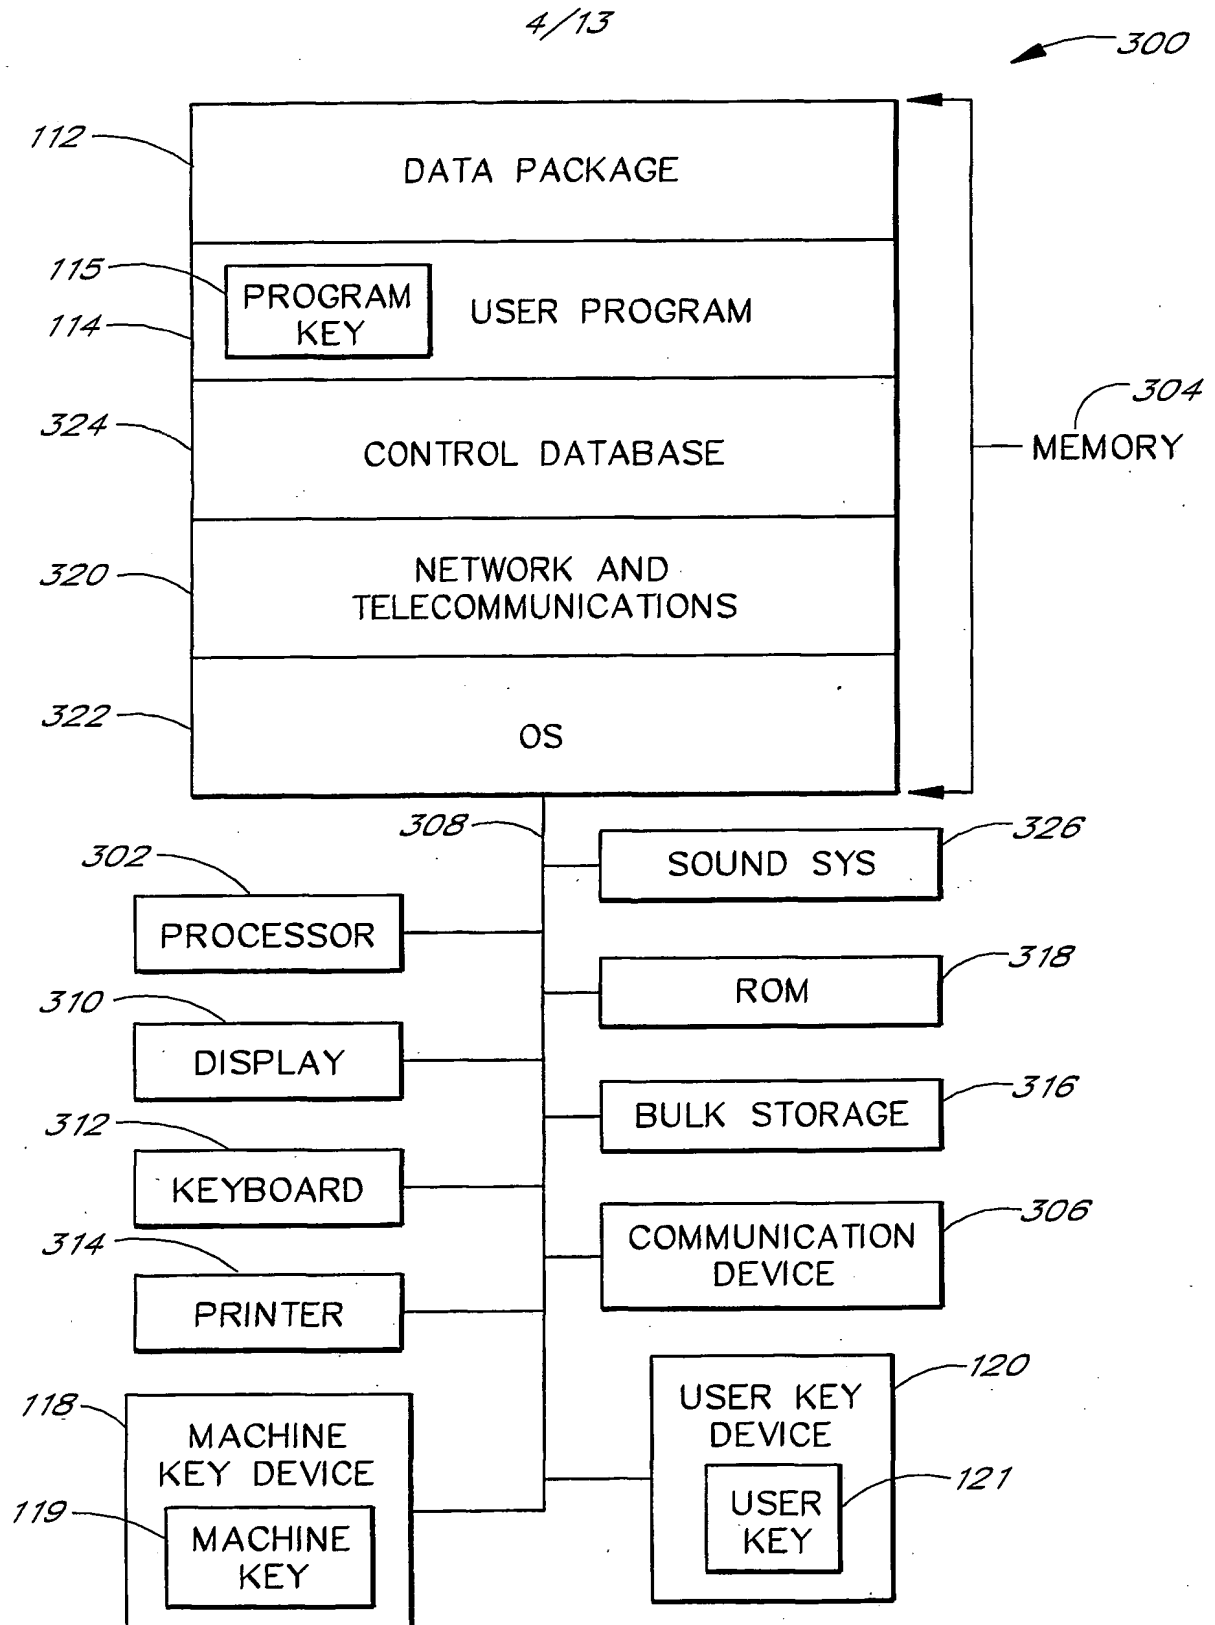 4/13
300
112
DATA PACKAGE
115
PROGRAM
KEY
USER PROGRAM
114
304
MEMORY
324
CONTROL DATABASE
320
NETWORK AND
TELECOMMUNICATIONS
322
OS
308
326
SOUND SYS
302
PROCESSOR
318
ROM
310
DISPLAY
316
BULK STORAGE
312
KEYBOARD
306
COMMUNICATION
DEVICE
314
PRINTER
120
USER KEY
DEVICE
118
MACHINE
KEY DEVICE
121
USER
KEY
119
MACHINE
KEY